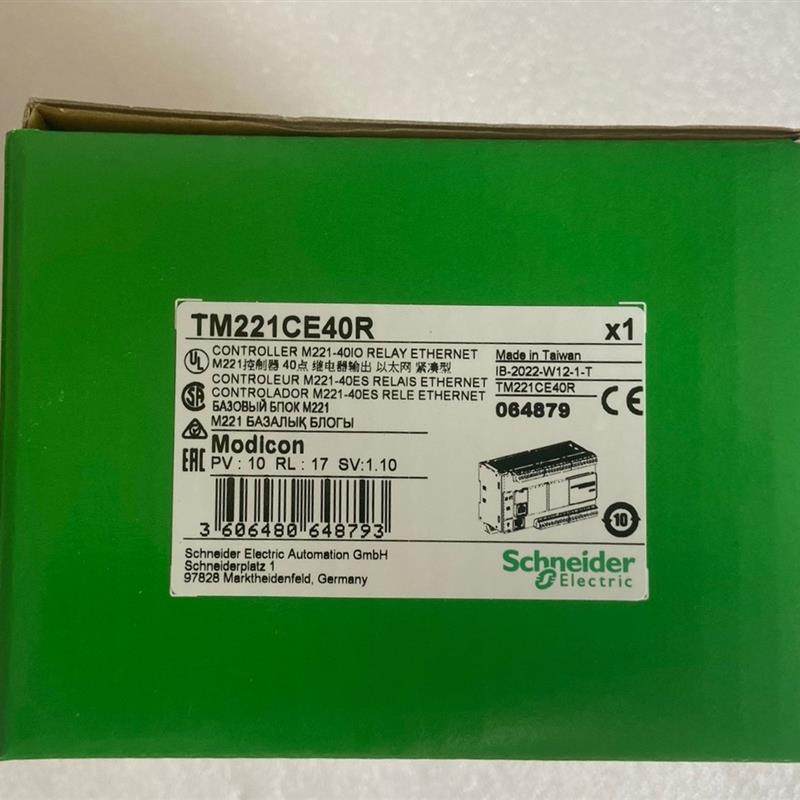 TM221CE40R
x1
CONTROLLER M221-40IO RELAY ETHERNET
M221控制器 40点 继电器输出 以太网 紧凑型
CONTROLEUR M221-40ES RELAIS ETHERNET
CONTROLADOR M221-40ES RELE ETHERNET
БАЗОВЫЙ БЛОК M221
M221 БАЗАЛЫҚ БЛОГЫ
Made in Taiwan
IB-2022-W12-1-T
TM221CE40R
064879
CE
UL
EAC
Modicon
PV : 10 RL : 17 SV:1.10
3 606480 648793
10
Schneider Electric Automation GmbH
Schneiderplatz 1
97828 Marktheidenfeld, Germany
Schneider
Electric